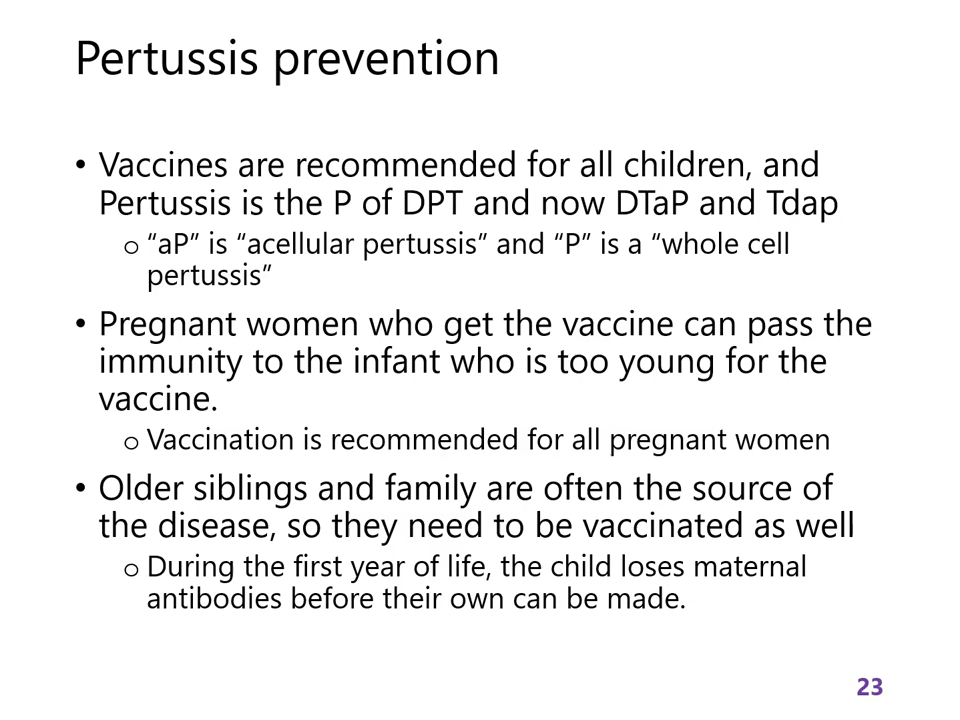 Pertussis prevention
• Vaccines are recommended for all children, and
Pertussis is the P of DPT and now DTaP and Tdap
o “aP” is “acellular pertussis” and “P” is a “whole cell
pertussis”
• Pregnant women who get the vaccine can pass the
immunity to the infant who is too young for the
vaccine.
o Vaccination is recommended for all pregnant women
• Older siblings and family are often the source of
the disease, so they need to be vaccinated as well
o During the first year of life, the child loses maternal
antibodies before their own can be made.
23